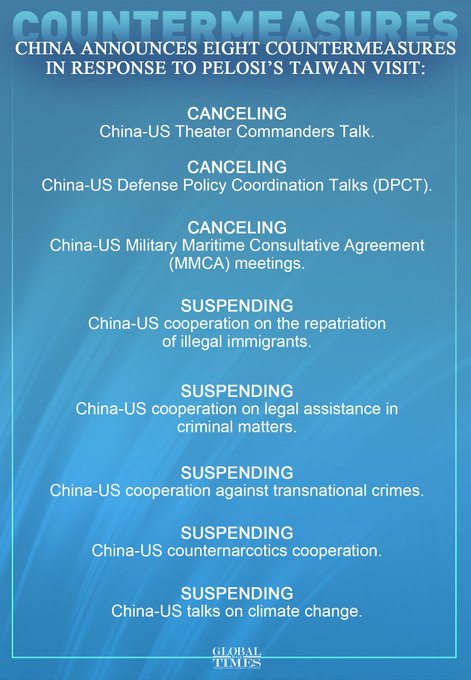 COUNTERMEASURES
CHINA ANNOUNCES EIGHT COUNTERMEASURES
IN RESPONSE TO PELOSI'S TAIWAN VISIT:
CANCELING
China-US Theater Commanders Talk.
CANCELING
China-US Defense Policy Coordination Talks (DPCT).
CANCELING
China-US Military Maritime Consultative Agreement
(MMCA) meetings.
SUSPENDING
China-US cooperation on the repatriation
of illegal immigrants.
SUSPENDING
China-US cooperation on legal assistance in
criminal matters.
SUSPENDING
China-US cooperation against transnational crimes.
SUSPENDING
China-US counternarcotics cooperation.
SUSPENDING
China-US talks on climate change.
GLOBAL
TIMES